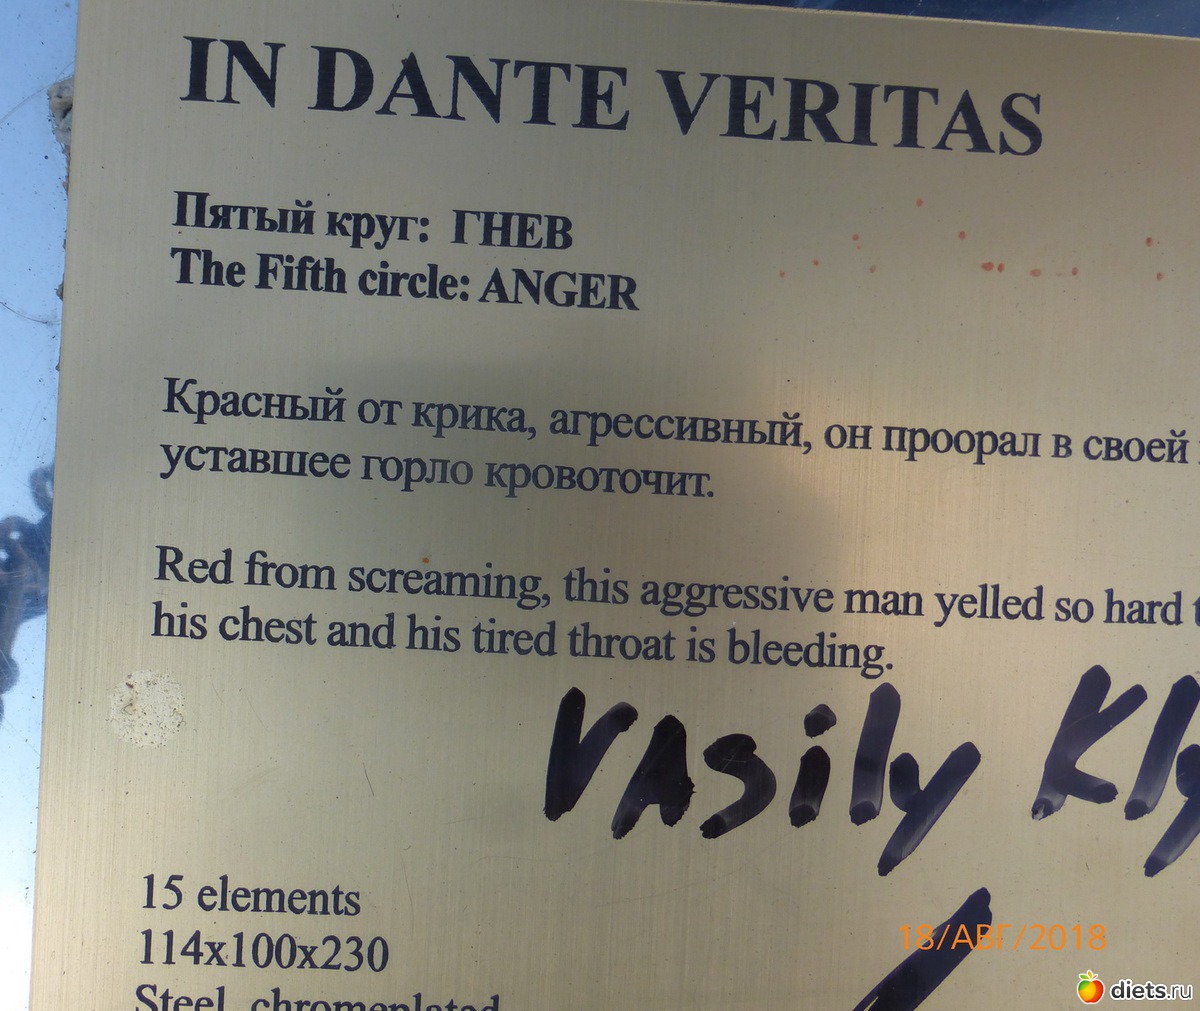 IN DANTE VERITAS
Пятый круг: ГНЕВ
The Fifth circle: ANGER
Красный от крика, агрессивный, он проорал в своей
уставшее горло кровоточит.
Red from screaming, this aggressive man yelled so hard
his chest and his tired throat is bleeding.
Vasily
15 elements
114x100x230
Steel, chromeplated
18/АВГ/2018
diets.ru